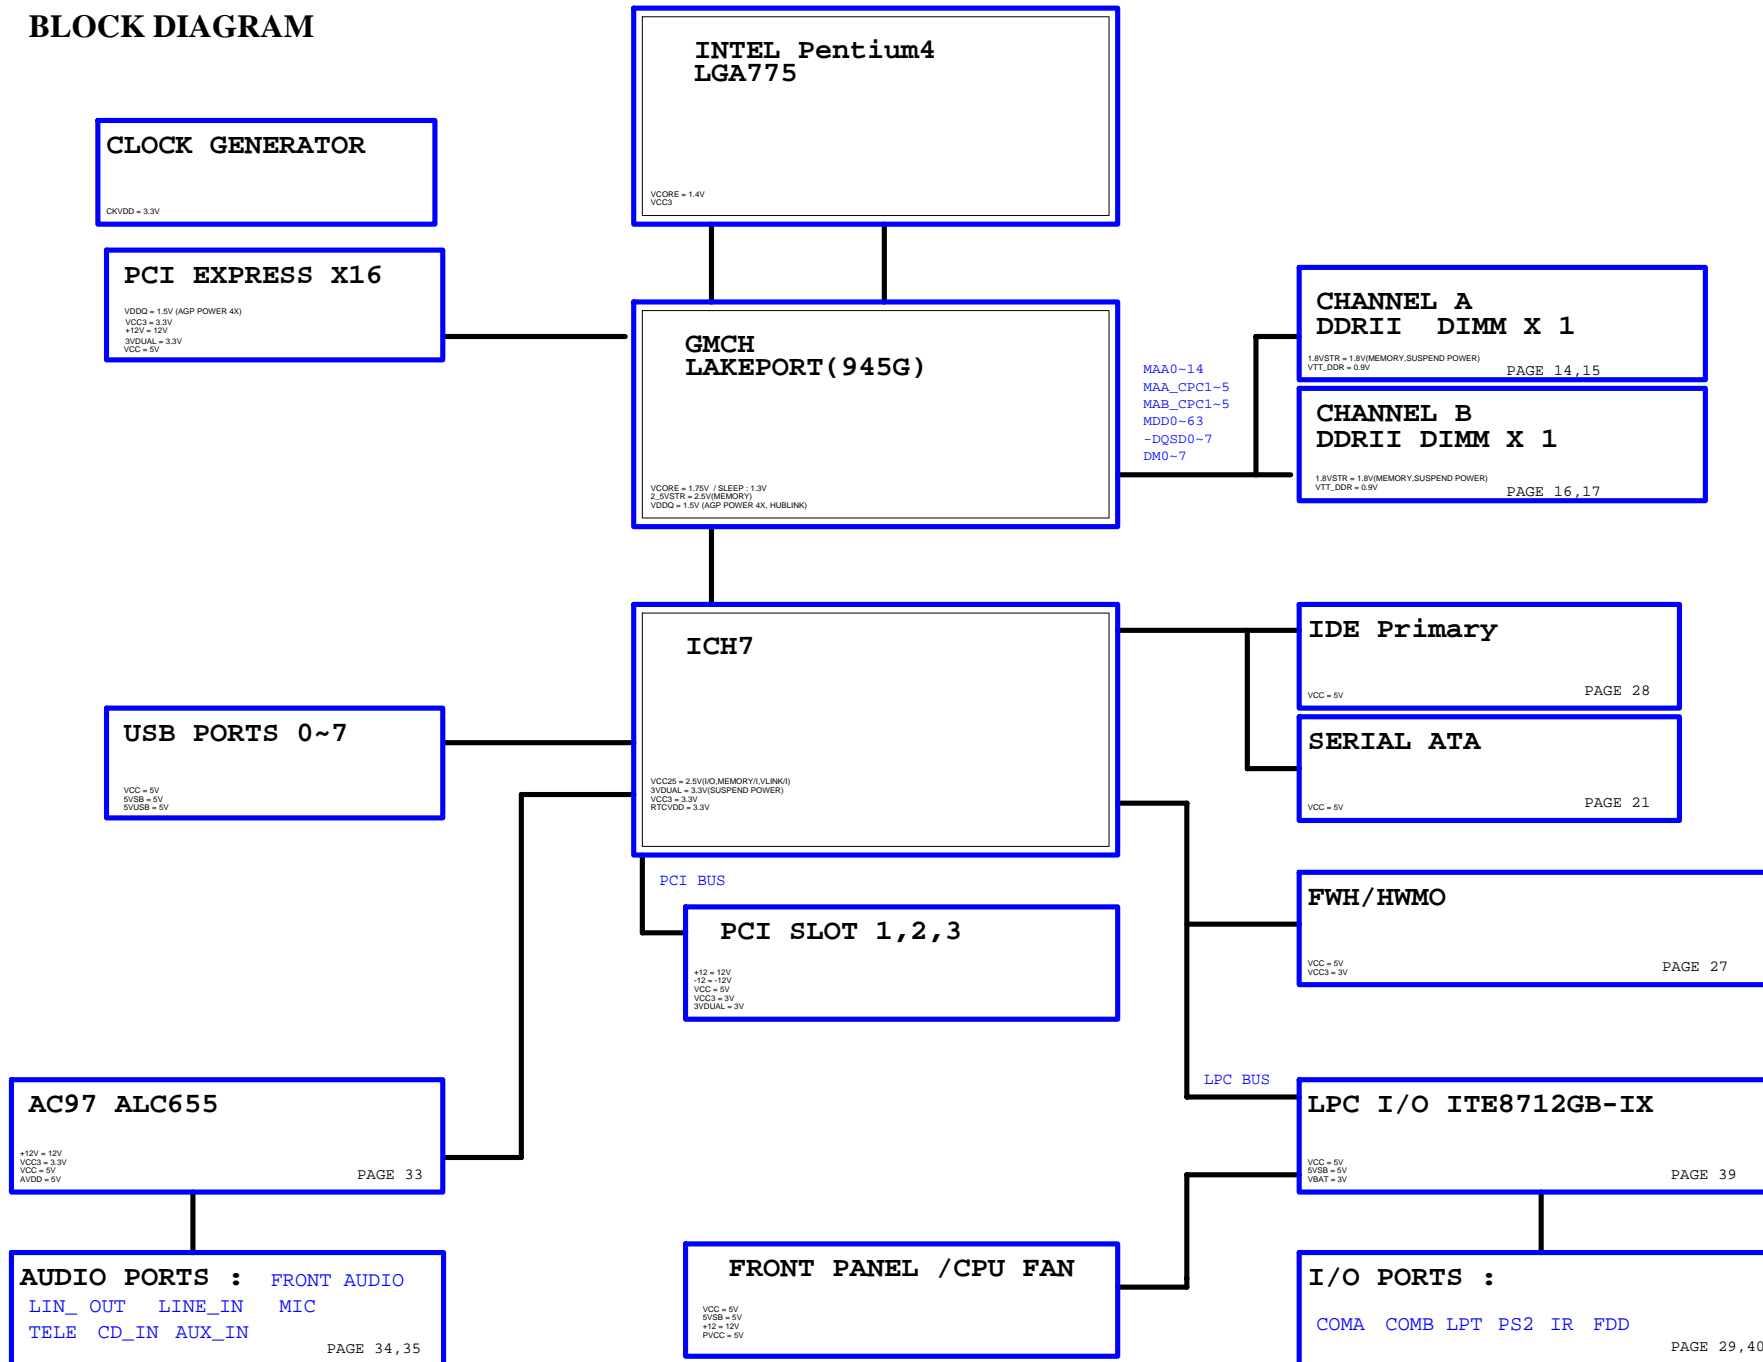 BLOCK DIAGRAM
INTEL Pentium4
LGA775
VCORE = 1.4V
VCC3
CLOCK GENERATOR
CKVDD = 3.3V
PCI EXPRESS X16
VDDQ = 1.5V (AGP POWER 4X)
VCC3 = 3.3V
+12V = 12V
3VDUAL = 3.3V
VCC = 5V
GMCH
LAKEPORT(945G)
VCORE = 1.75V / SLEEP : 1.3V
2_5VSTR = 2.5V(MEMORY)
VDDQ = 1.5V (AGP POWER 4X, HUBLINK)
MAA0~14
MAA_CPC1~5
MAB_CPC1~5
MDD0~63
-DQSD0~7
DM0~7
CHANNEL A
DDRII DIMM X 1
1.8VSTR = 1.8V(MEMORY,SUSPEND POWER)
VTT_DDR = 0.9V
PAGE 14,15
CHANNEL B
DDRII DIMM X 1
1.8VSTR = 1.8V(MEMORY,SUSPEND POWER)
VTT_DDR = 0.9V
PAGE 16,17
ICH7
VCC25 = 2.5V(I/O,MEMORY/I,VLINK/I)
3VDUAL = 3.3V(SUSPEND POWER)
VCC3 = 3.3V
RTCVDD = 3.3V
IDE Primary
VCC = 5V
PAGE 28
SERIAL ATA
VCC = 5V
PAGE 21
USB PORTS 0~7
VCC = 5V
5VSB = 5V
5VUSB = 5V
PCI BUS
PCI SLOT 1,2,3
+12 = 12V
-12 = -12V
VCC = 5V
VCC3 = 3V
3VDUAL = 3V
FWH/HWMO
VCC = 5V
VCC3 = 3V
PAGE 27
LPC BUS
LPC I/O ITE8712GB-IX
VCC = 5V
5VSB = 5V
VBAT = 3V
PAGE 39
AC97 ALC655
+12V = 12V
VCC3 = 3.3V
VCC = 5V
AVDD = 5V
PAGE 33
AUDIO PORTS : FRONT AUDIO
LIN_ OUT LINE_IN MIC
TELE CD_IN AUX_IN
PAGE 34,35
FRONT PANEL /CPU FAN
VCC = 5V
5VSB = 5V
+12 = 12V
PVCC = 5V
I/O PORTS :
COMA COMB LPT PS2 IR FDD
PAGE 29,40